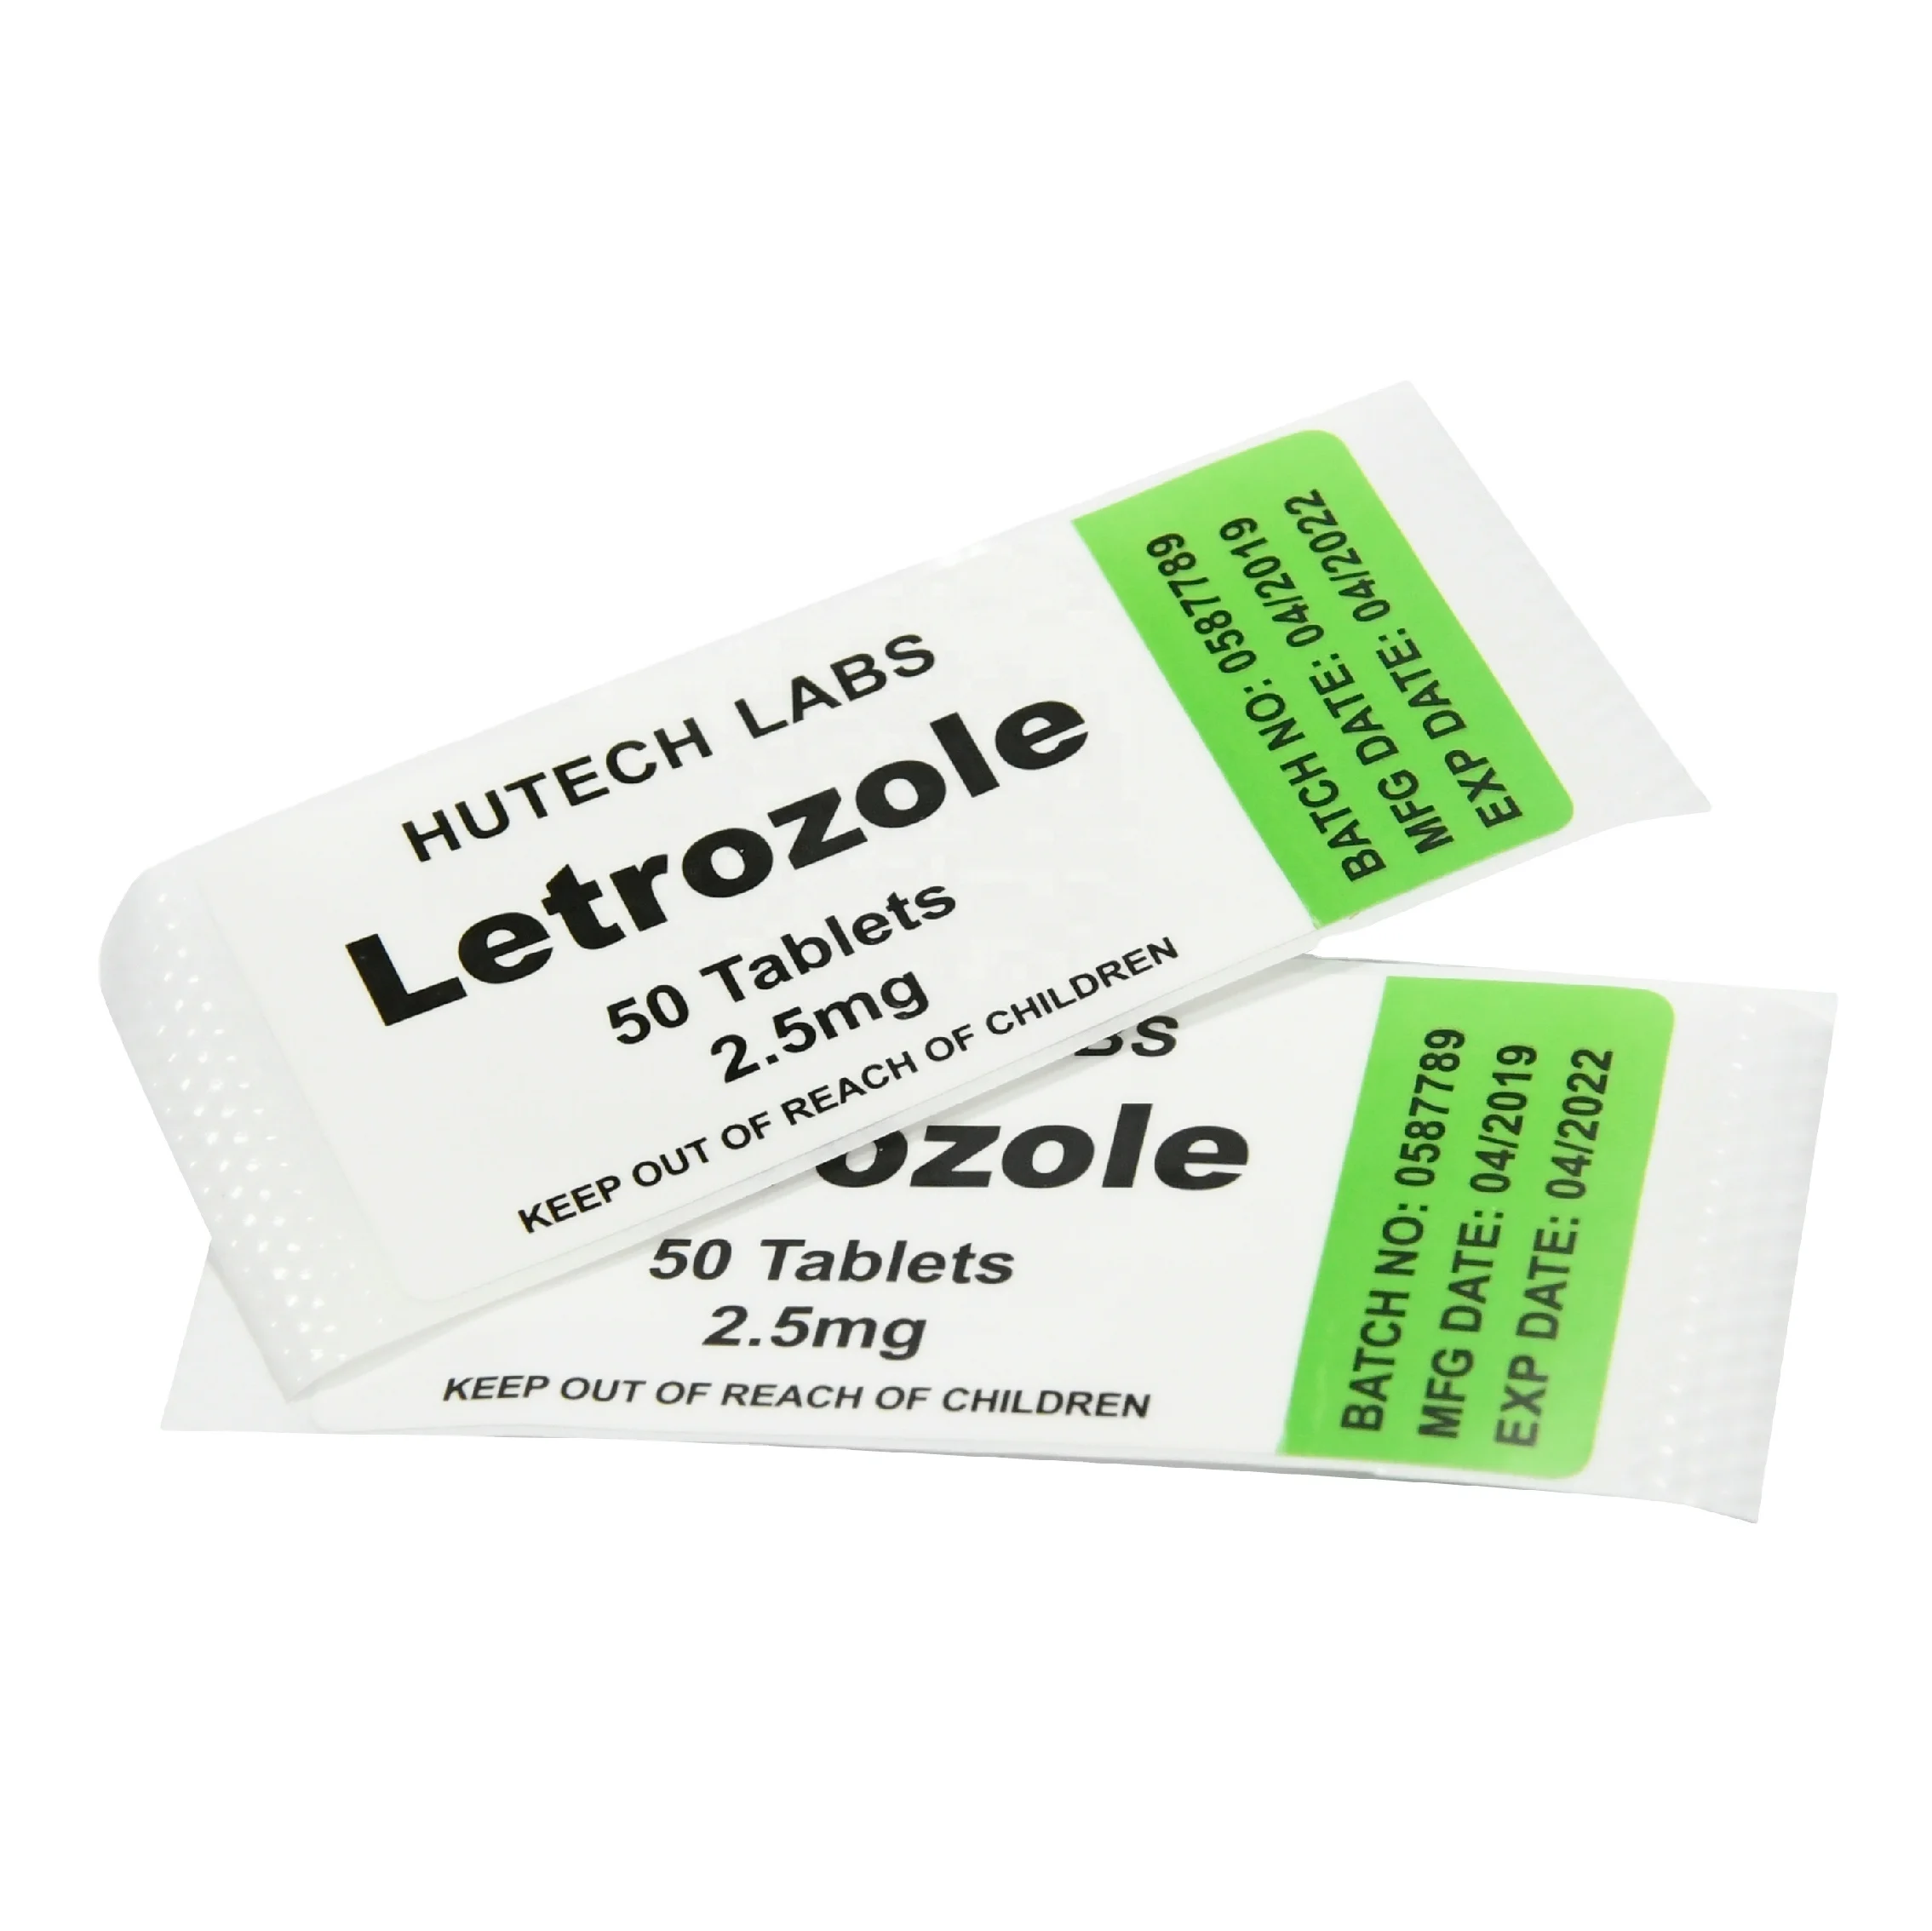 HUTECH LABS
Letrozole
50 Tablets
2.5mg
KEEP OUT OF REACH OF CHILDREN
BATCH NO: 0587789
MFG DATE: 04/2019
EXP DATE: 04/2022
BS
ozole
50 Tablets
2.5mg
KEEP OUT OF REACH OF CHILDREN
BATCH NO: 0587789
MFG DATE: 04/2019
EXP DATE: 04/2022